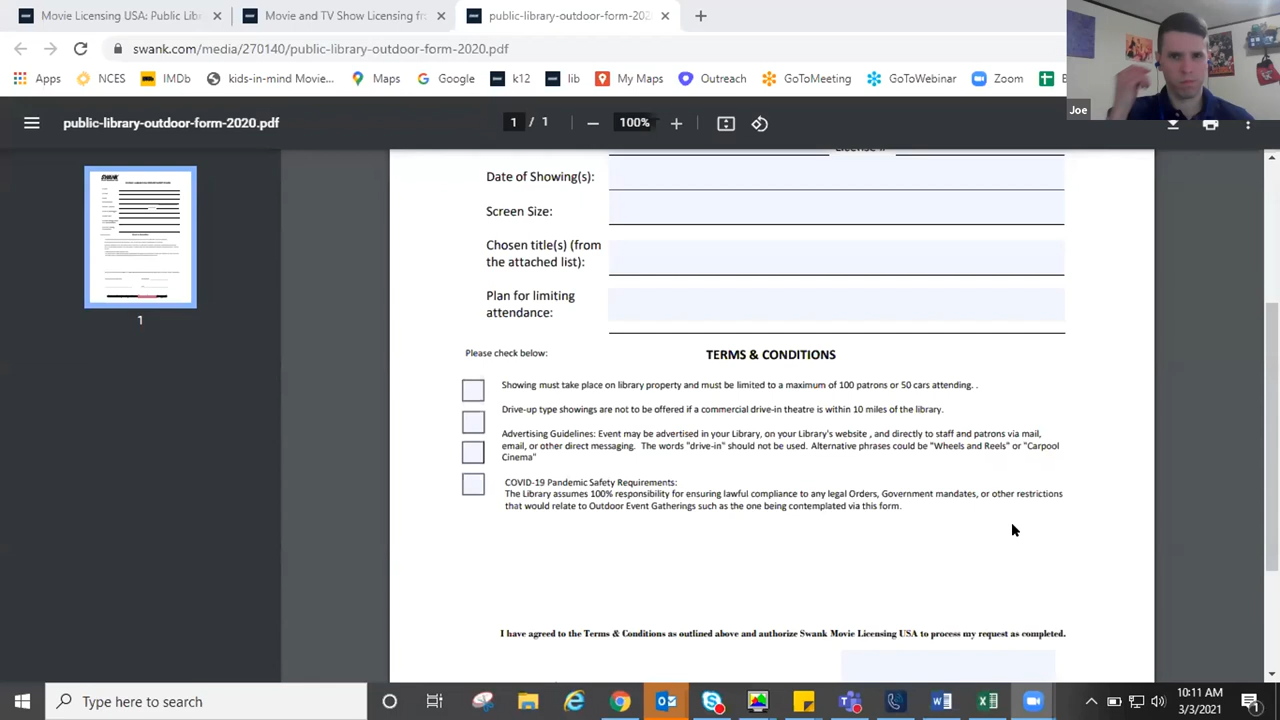 Movie Licensing USA: Public Lib
Movie and TV Show Licensing fr
public-library-outdoor-form-202
swank.com/media/270140/public-library-outdoor-form-2020.pdf
Apps NCES IMDo kids-in-mind Movie... Maps Google k12 lib My Maps Outreach GoToMeeting GoToWebinar Zoom
Joe
public-library-outdoor-form-2020.pdf 1 / 1 100%
License #
Date of Showing(s):
Screen Size:
Chosen title(s) (from
the attached list):
Plan for limiting
attendance:
1
Please check below: TERMS & CONDITIONS
Showing must take place on library property and must be limited to a maximum of 100 patrons or 50 cars attending. .
Drive-up type showings are not to be offered if a commercial drive-in theatre is within 10 miles of the library.
Advertising Guidelines: Event may be advertised in your Library, on your Library's website , and directly to staff and patrons via mail,
email, or other direct messaging. The words "drive-in" should not be used. Alternative phrases could be "Wheels and Reels" or "Carpool
Cinema"
COVID-19 Pandemic Safety Requirements:
The Library assumes 100% responsibility for ensuring lawful compliance to any legal Orders, Government mandates, or other restrictions
that would relate to Outdoor Event Gatherings such as the one being contemplated via this form.
I have agreed to the Terms & Conditions as outlined above and authorize Swank Movie Licensing USA to process my request as completed.
Type here to search
10:11 AM
3/3/2021